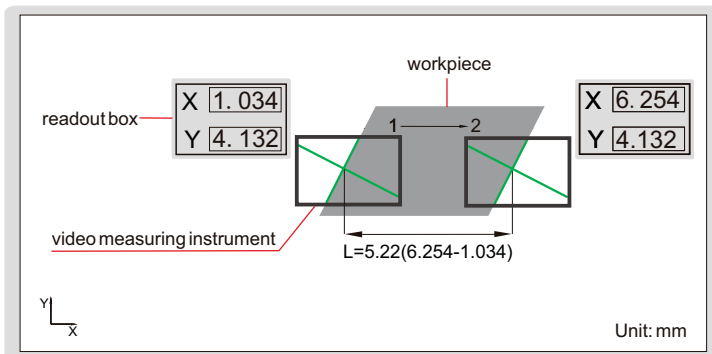 workpiece
readout box
X 1. 034
Y 4. 132
X 6. 254
Y 4.132
1
2
video measuring instrument
L=5.22(6.254-1.034)
Y
X
Unit: mm